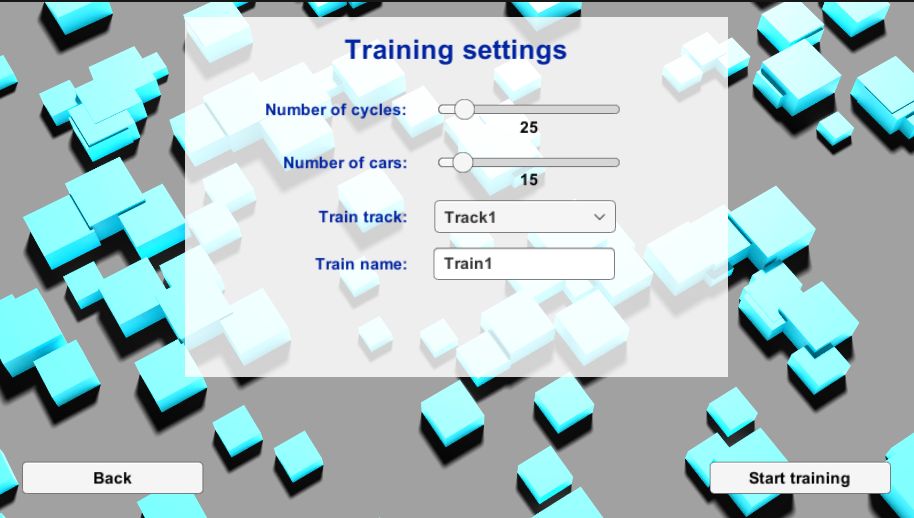 Training settings
Number of cycles:
25
Number of cars:
15
Train track: Track1
Train name: Train1
Back
Start training